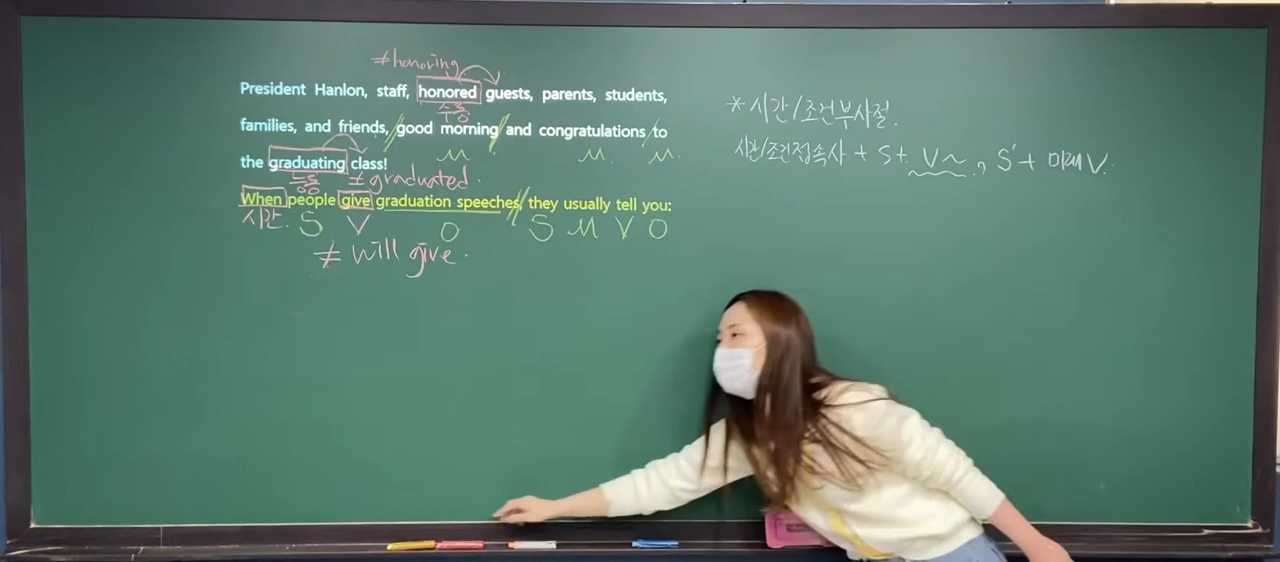 ≠honoring
President Hanlon, staff, honored guests, parents, students,
수동
families, and friends, good morning and congratulations to
M M M
the graduating class!
능동 ≠graduated.
When people give graduation speeches, they usually tell you:
시간. S V O S M V O
≠ will give.
*시간/조건부사절.
시간/조건접속사 + S + V~, S' + 미래V.